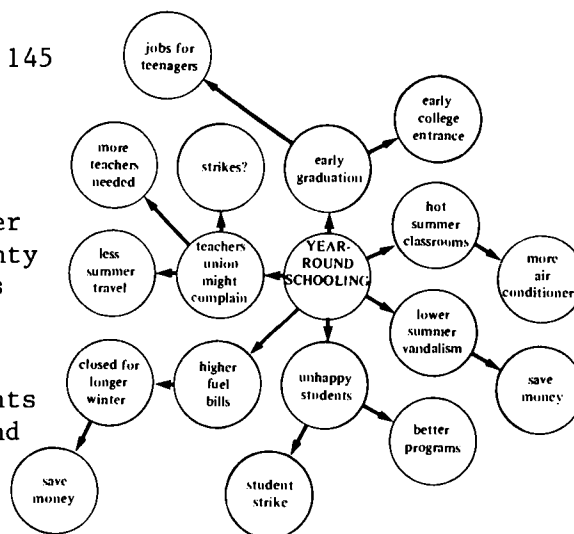 145
jobs for
teenagers
early
college
entrance
more
teachers
needed
strikes?
early
graduation
er
nty
s
hot
summer
classrooms
less
summer
travel
teachers
union
might
complain
YEAR-
ROUND
SCHOOLING
more
air
conditioner
lower
summer
vandalism
closed for
longer
winter
higher
fuel
bills
unhappy
students
save
money
nts
nd
better
programs
save
money
student
strike